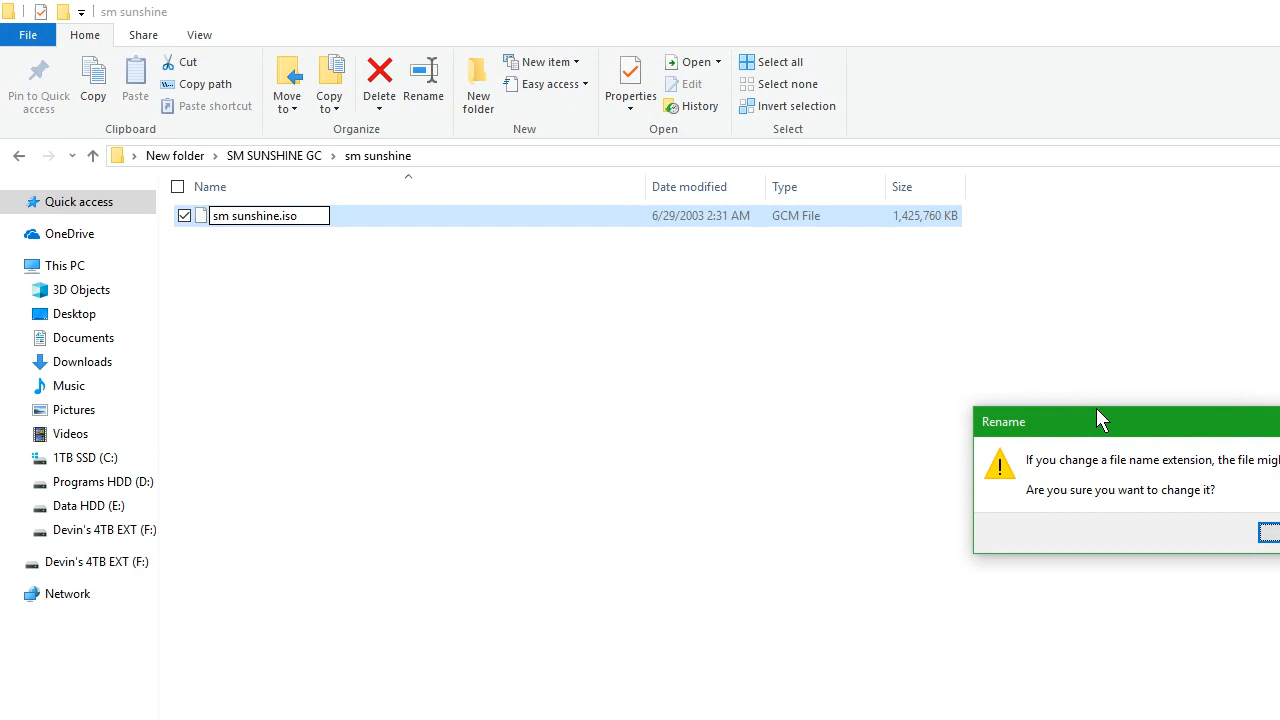 sm sunshine
File Home Share View
Pin to Quick access
Copy
Paste
Cut
Copy path
Paste shortcut
Clipboard
Move to
Copy to
Delete
Rename
Organize
New folder
New item
Easy access
New
Properties
Open
Edit
History
Open
Select all
Select none
Invert selection
Select
New folder > SM SUNSHINE GC > sm sunshine
Name Date modified Type Size
sm sunshine.iso 6/29/2003 2:31 AM GCM File 1,425,760 KB
Quick access
OneDrive
This PC
3D Objects
Desktop
Documents
Downloads
Music
Pictures
Videos
1TB SSD (C:)
Programs HDD (D:)
Data HDD (E:)
Devin's 4TB EXT (F:)
Devin's 4TB EXT (F:)
Network
Rename
If you change a file name extension, the file mig
Are you sure you want to change it?